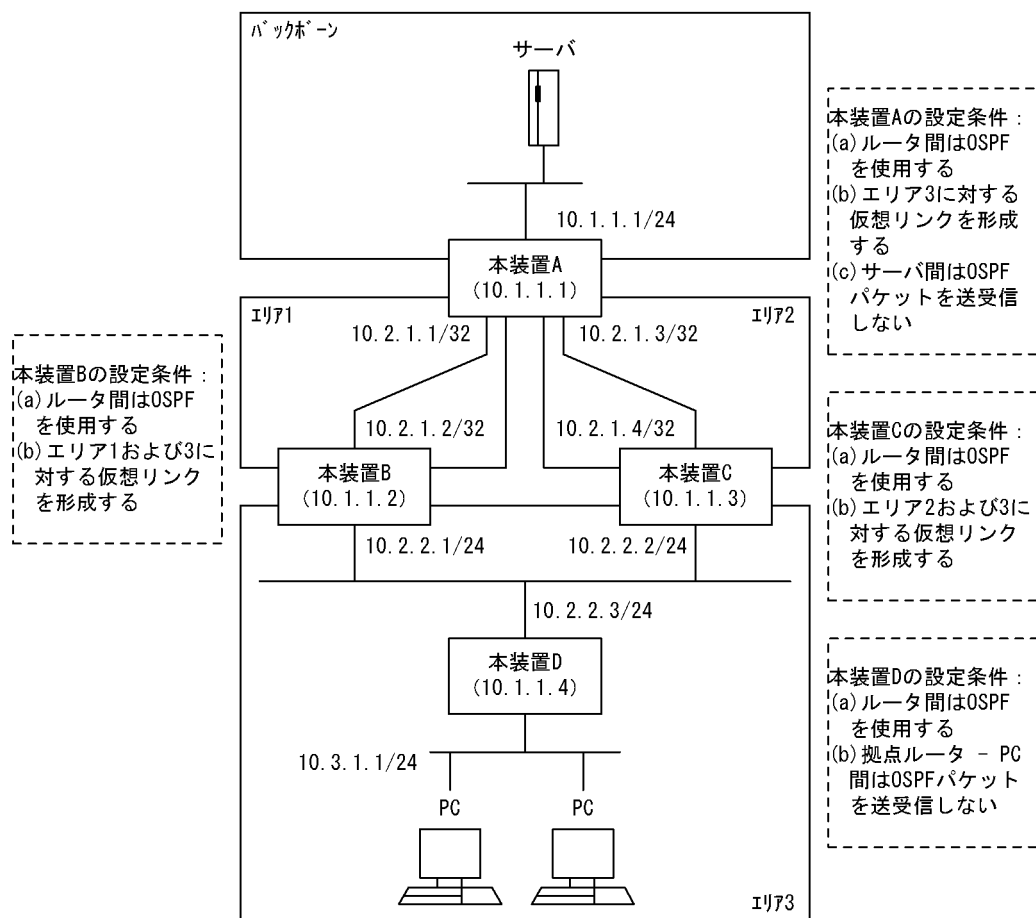 バックボーン
サーバ
10.1.1.1/24
本装置A
(10.1.1.1)
本装置Aの設定条件：
(a)ルータ間はOSPF
を使用する
(b)エリア3に対する
仮想リンクを形成
する
(c)サーバ間はOSPF
パケットを送受信
しない
エリア1
エリア2
10.2.1.1/32
10.2.1.3/32
本装置Bの設定条件：
(a)ルータ間はOSPF
を使用する
(b)エリア1および3に
対する仮想リンク
を形成する
10.2.1.2/32
10.2.1.4/32
本装置B
(10.1.1.2)
本装置C
(10.1.1.3)
本装置Cの設定条件：
(a)ルータ間はOSPF
を使用する
(b)エリア2および3に
対する仮想リンク
を形成する
10.2.2.1/24
10.2.2.2/24
10.2.2.3/24
本装置D
(10.1.1.4)
本装置Dの設定条件：
(a)ルータ間はOSPF
を使用する
(b)拠点ルータ － PC
間はOSPFパケット
を送受信しない
10.3.1.1/24
PC
PC
エリア3